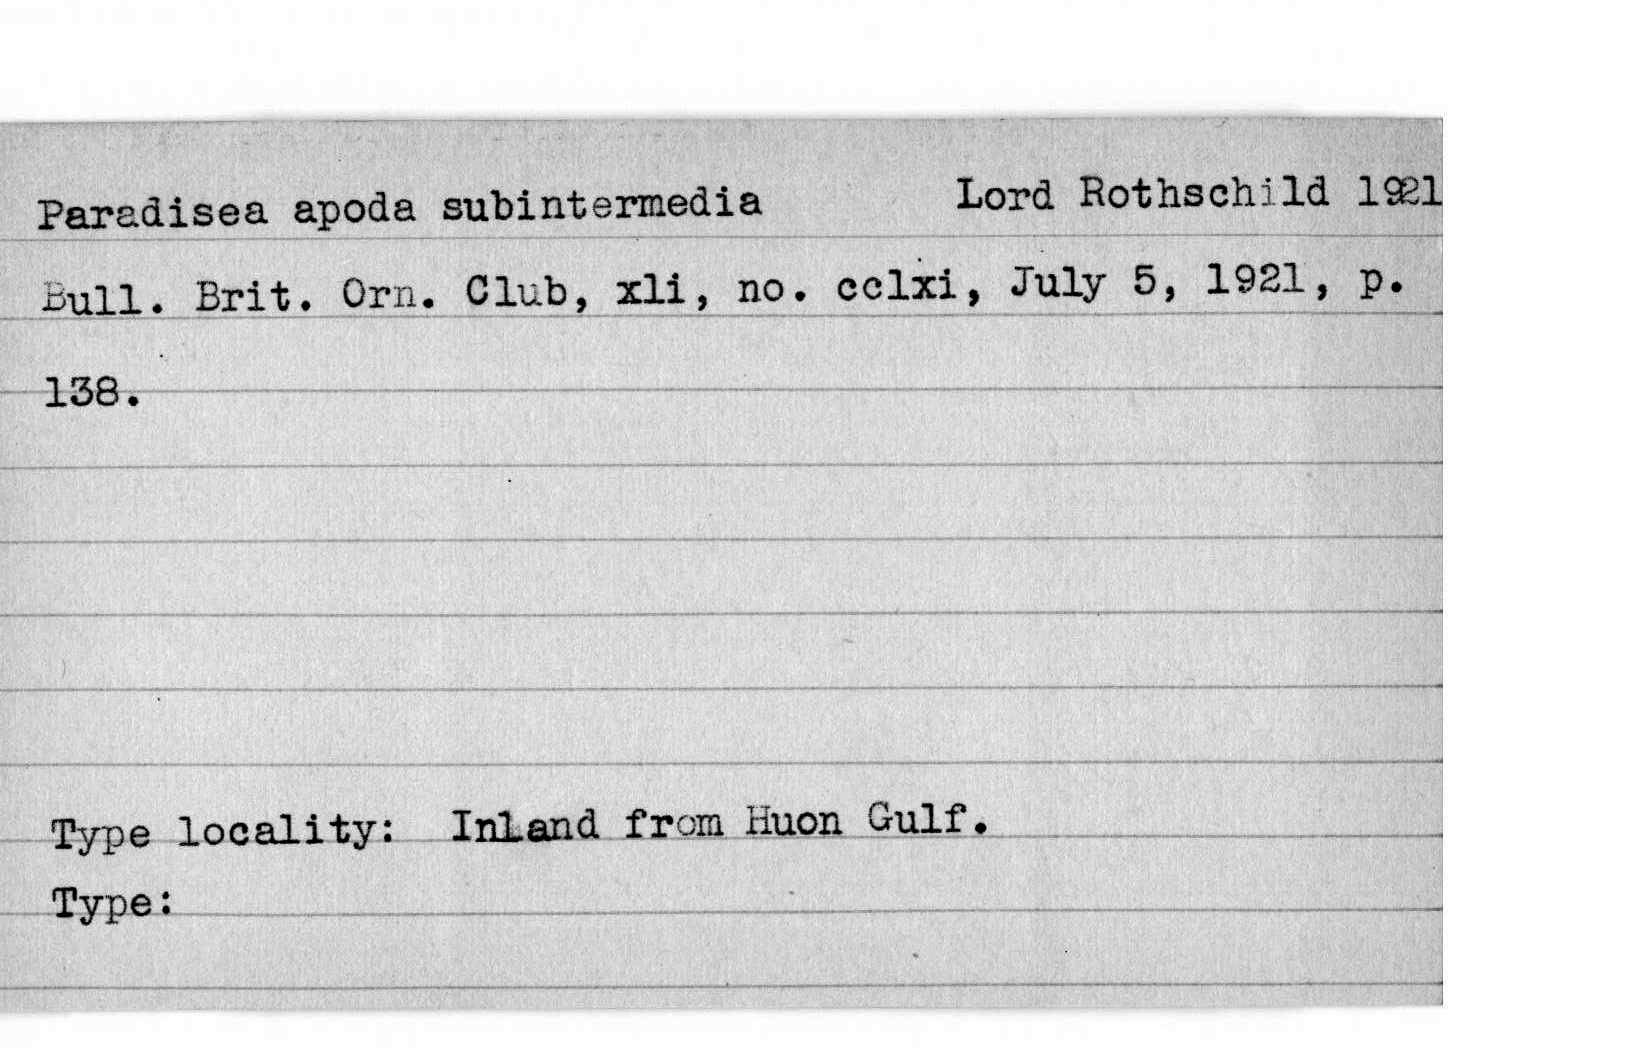 Paradisea apoda subintermedia Lord Rothschild 1921
Bull. Brit. Orn. Club, xli, no. cclxi, July 5, 1921, p.
138.
Type locality: Inland from Huon Gulf.
Type: